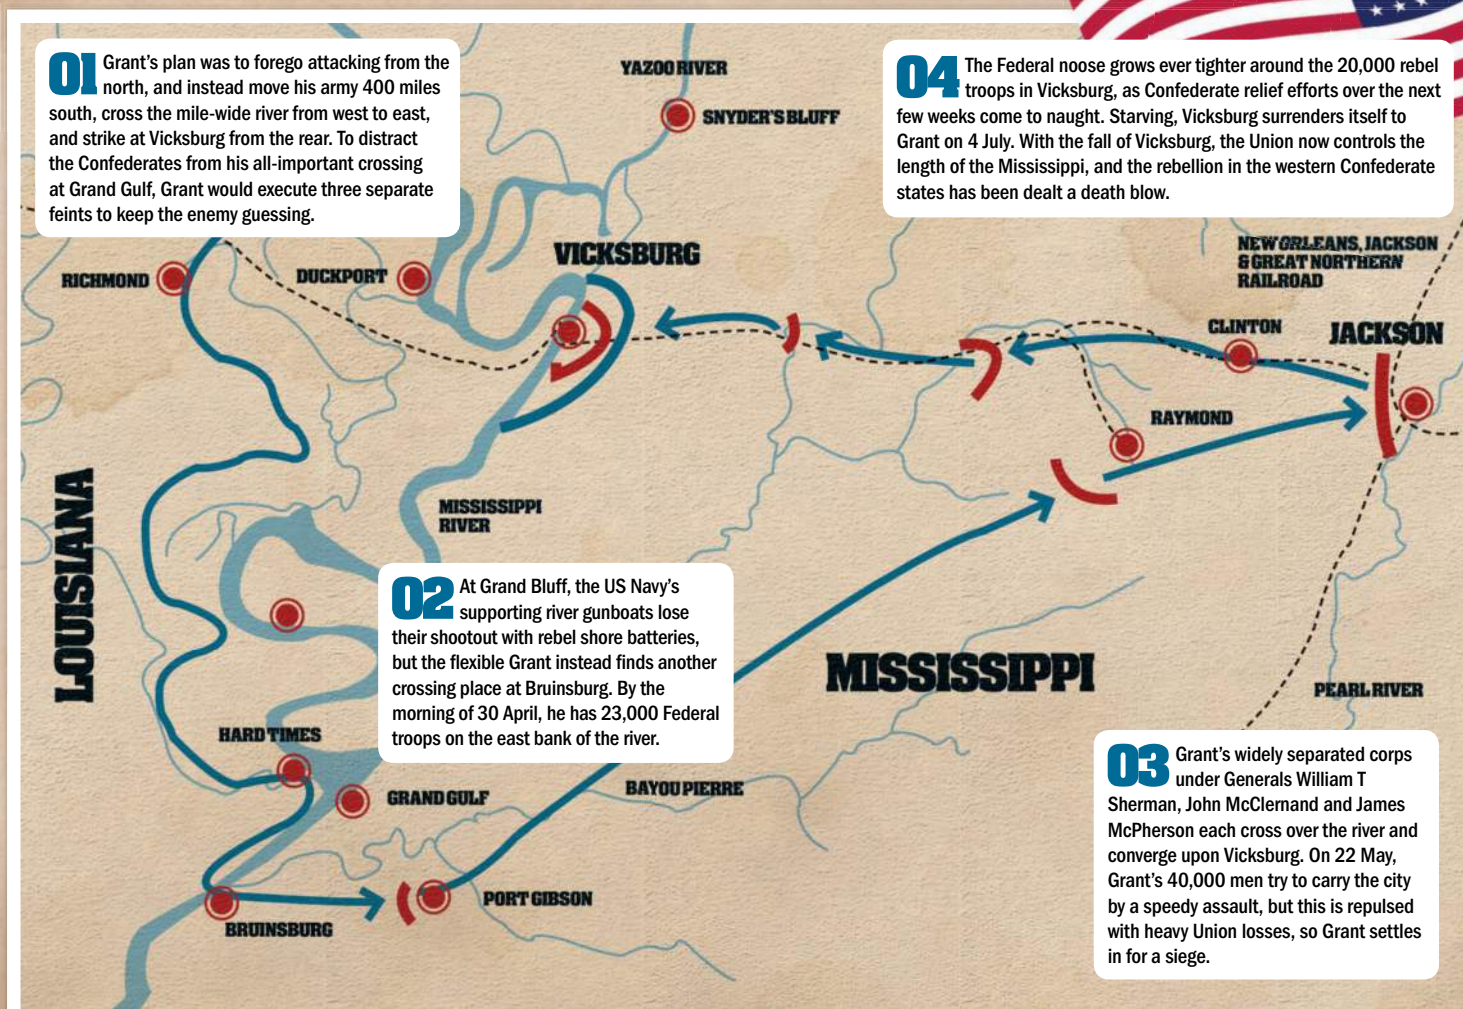 01 Grant's plan was to forego attacking from the
north, and instead move his army 400 miles
south, cross the mile-wide river from west to east,
and strike at Vicksburg from the rear. To distract
the Confederates from his all-important crossing
at Grand Gulf, Grant would execute three separate
feints to keep the enemy guessing.
04 The Federal noose grows ever tighter around the 20,000 rebel
troops in Vicksburg, as Confederate relief efforts over the next
few weeks come to naught. Starving, Vicksburg surrenders itself to
Grant on 4 July. With the fall of Vicksburg, the Union now controls the
length of the Mississippi, and the rebellion in the western Confederate
states has been dealt a death blow.
YAZOO RIVER
SNYDER'S BLUFF
VICKSBURG
RICHMOND
DUCKPORT
NEW ORLEANS, JACKSON
& GREAT NORTHERN
RAILROAD
CLINTON
JACKSON
RAYMOND
LOUISIANA
MISSISSIPPI
RIVER
02 At Grand Bluff, the US Navy's
supporting river gunboats lose
their shootout with rebel shore batteries,
but the flexible Grant instead finds another
crossing place at Bruinsburg. By the
morning of 30 April, he has 23,000 Federal
troops on the east bank of the river.
MISSISSIPPI
PEARL RIVER
HARD TIMES
GRAND GULF
BAYOU PIERRE
PORT GIBSON
BRUINSBURG
03 Grant's widely separated corps
under Generals William T
Sherman, John McClernand and James
McPherson each cross over the river and
converge upon Vicksburg. On 22 May,
Grant's 40,000 men try to carry the city
by a speedy assault, but this is repulsed
with heavy Union losses, so Grant settles
in for a siege.